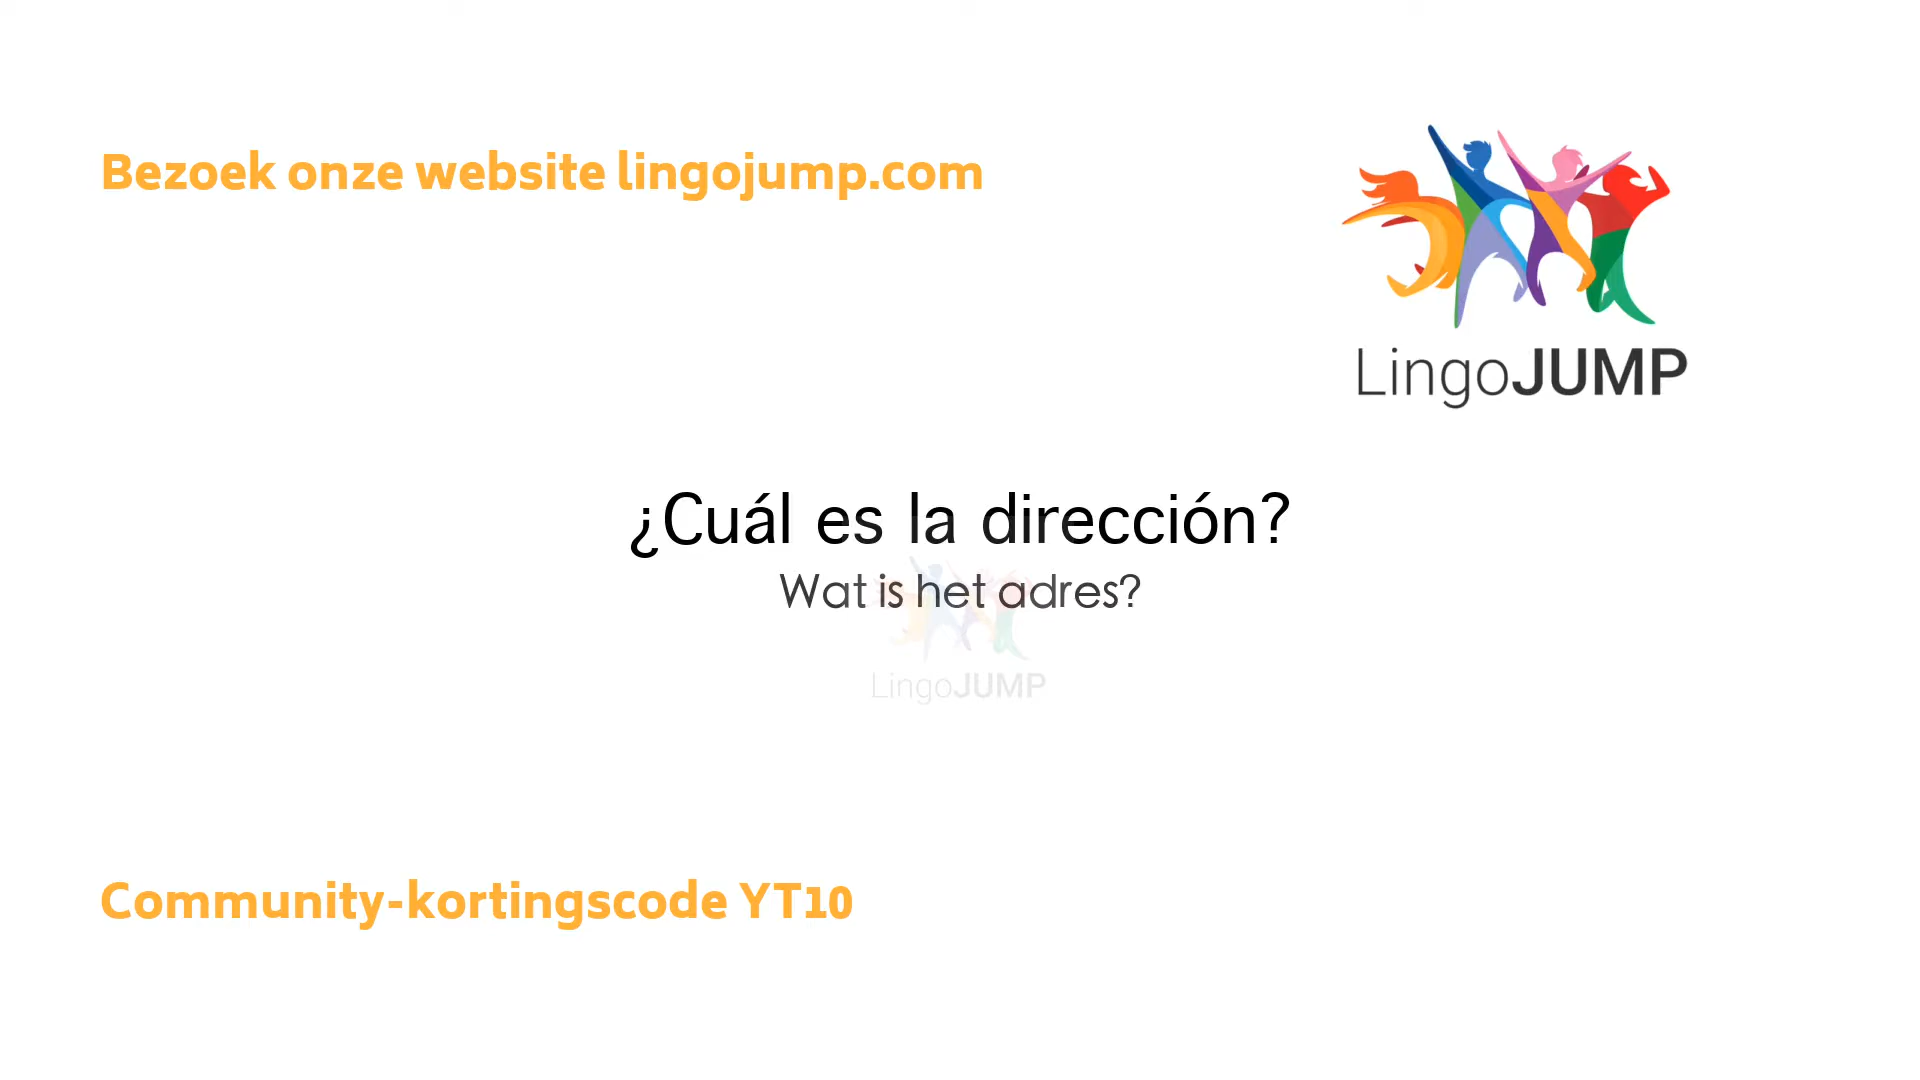 Bezoek onze website lingojump.com
LingoJUMP
¿Cuál es la dirección?
Wat is het adres?
LingoJUMP
Community-kortingscode YT10